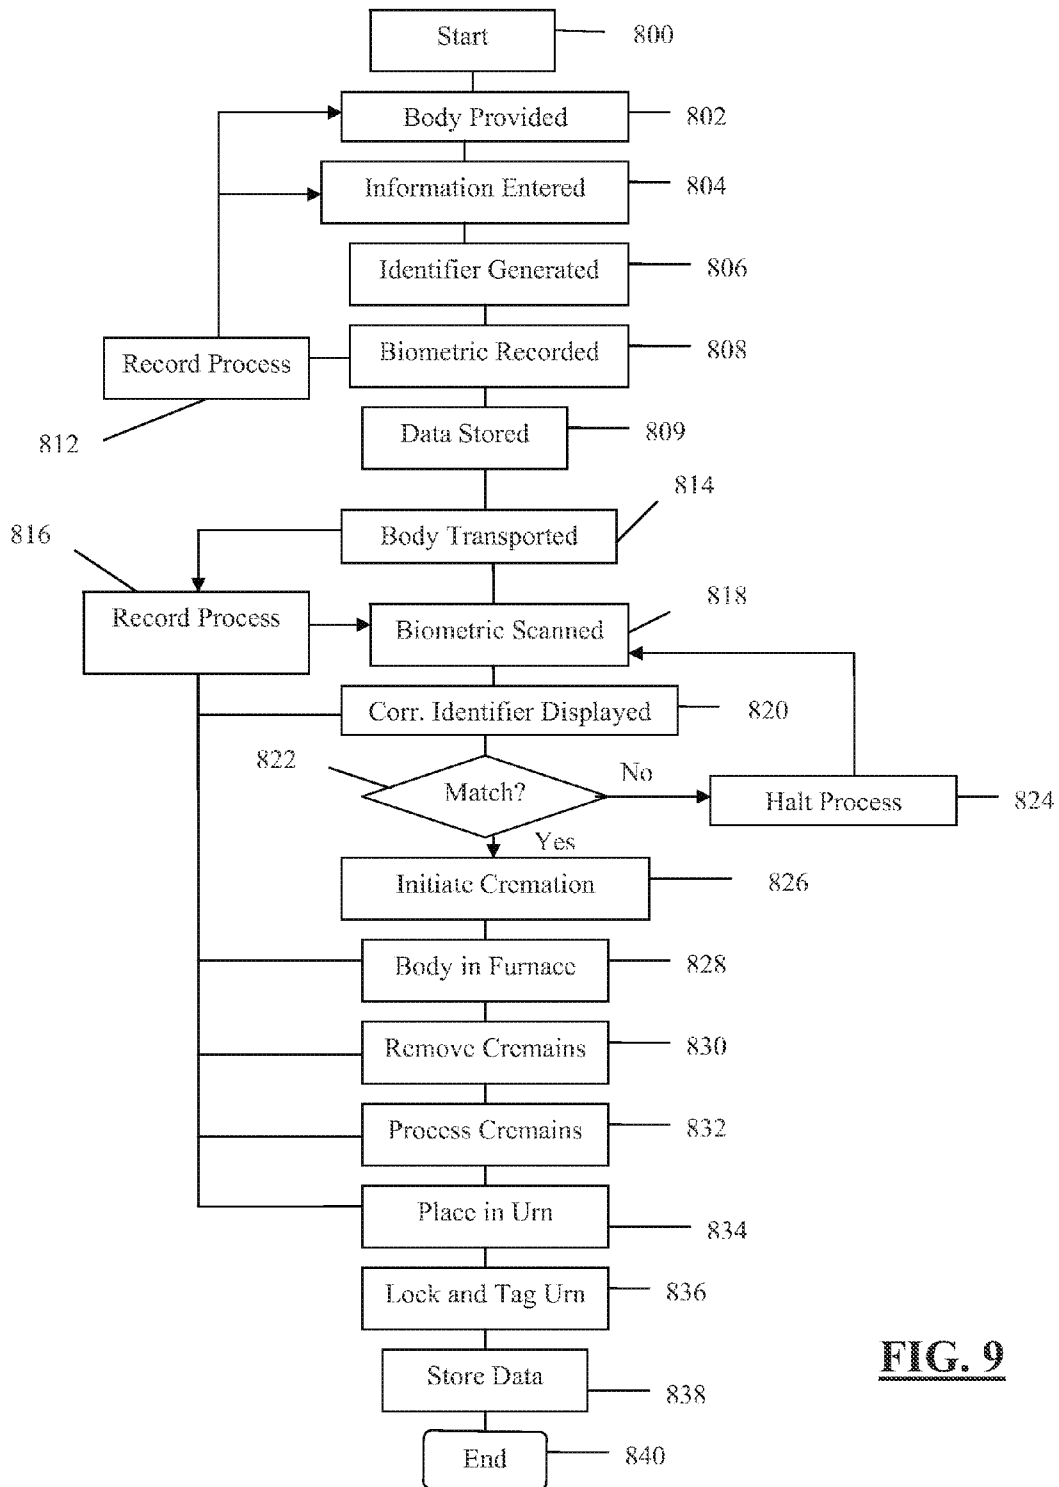 Start
800
Body Provided
802
Information Entered
804
Identifier Generated
806
Record Process
Biometric Recorded
808
812
Data Stored
809
814
816
Body Transported
Record Process
Biometric Scanned
818
Corr. Identifier Displayed
820
822
Match?
No
Halt Process
824
Yes
Initiate Cremation
826
Body in Furnace
828
Remove Cremains
830
Process Cremains
832
Place in Urn
834
Lock and Tag Urn
836
Store Data
838
FIG. 9
End
840